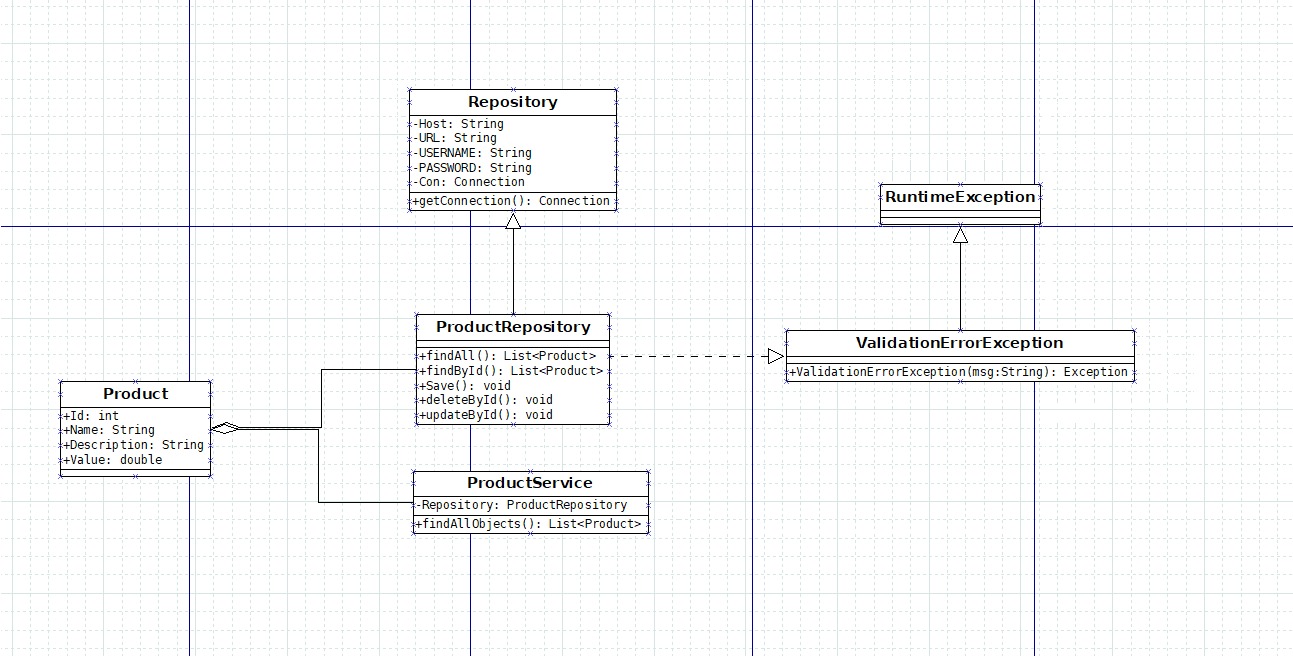 Repository
-Host: String
-URL: String
-USERNAME: String
-PASSWORD: String
-Con: Connection
+getConnection(): Connection
RuntimeException
ProductRepository
+findAll(): List<Product>
+findById(): List<Product>
+Save(): void
+deleteById(): void
+updateById(): void
ValidationErrorException
+ValidationErrorException(msg:String): Exception
Product
+Id: int
+Name: String
+Description: String
+Value: double
ProductService
-Repository: ProductRepository
+findAllObjects(): List<Product>